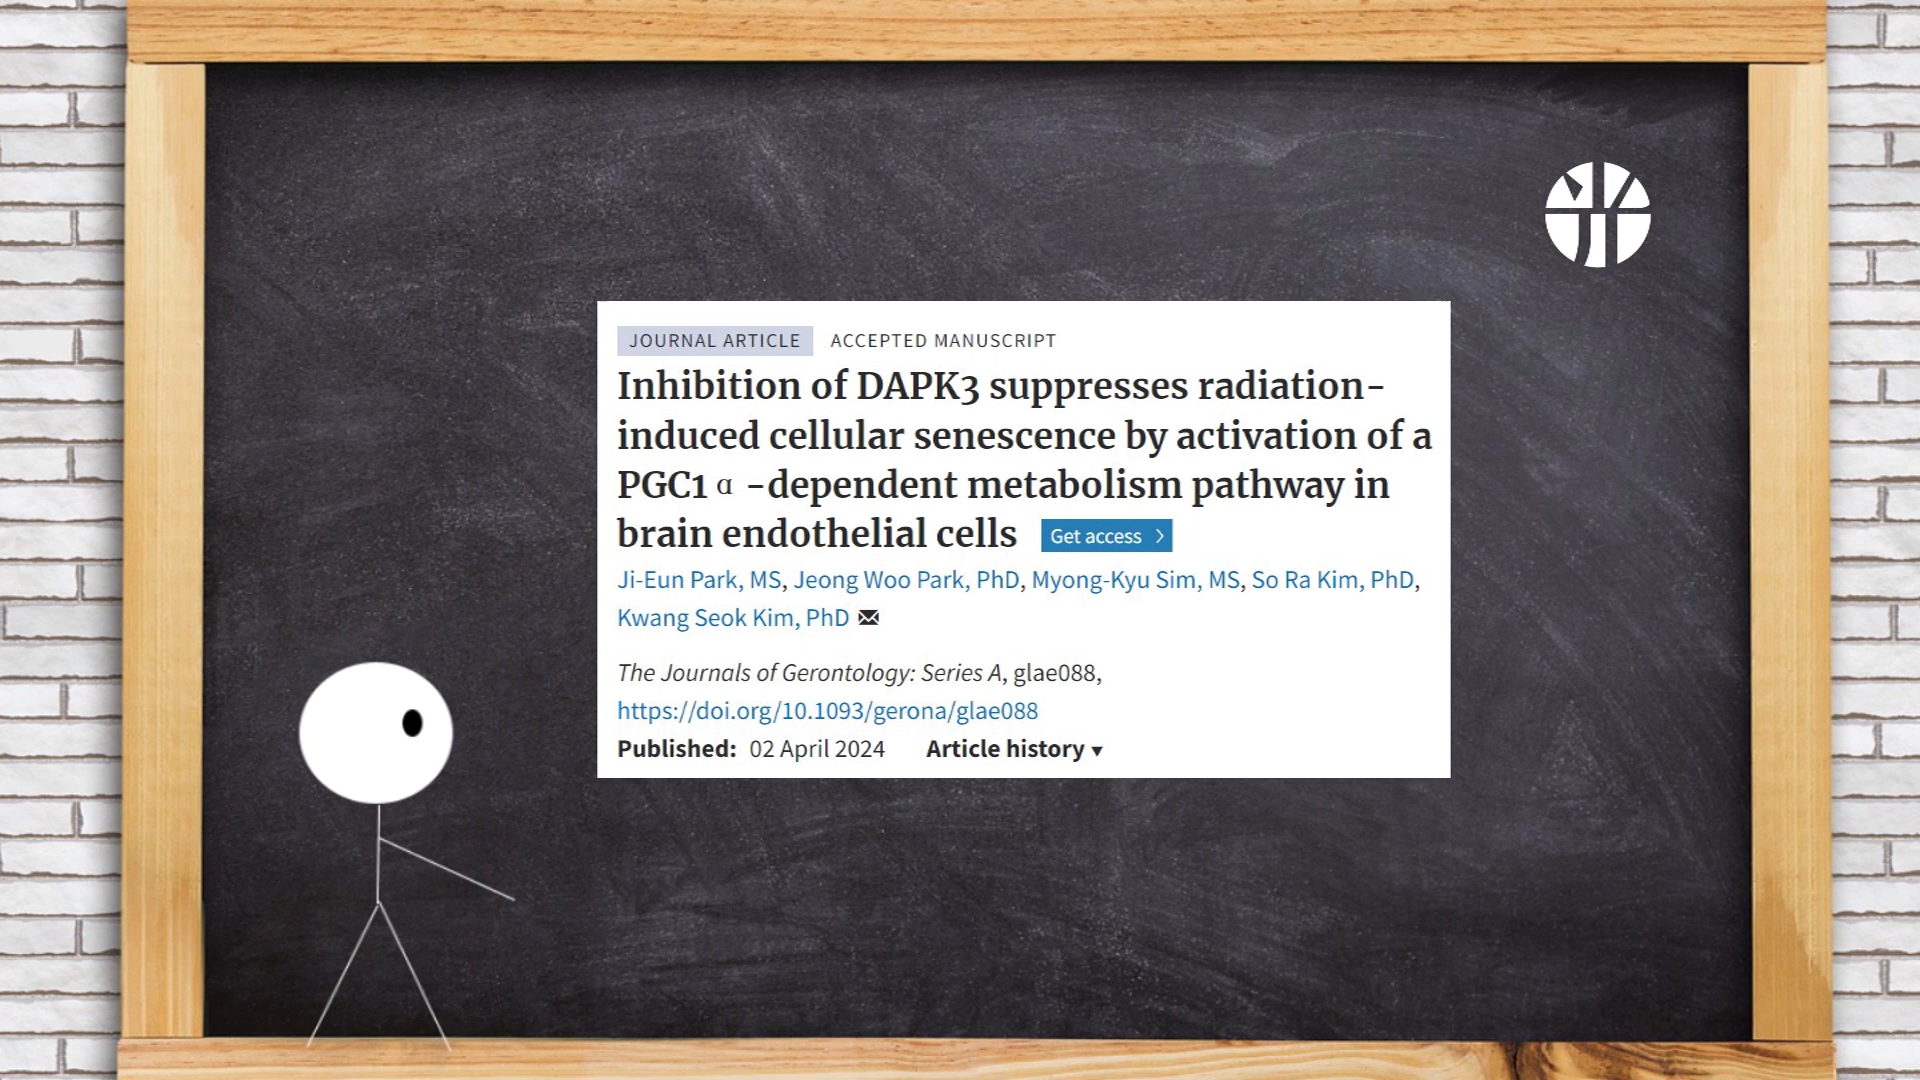 JOURNAL ARTICLE ACCEPTED MANUSCRIPT
Inhibition of DAPK3 suppresses radiation-
induced cellular senescence by activation of a
PGC1α -dependent metabolism pathway in
brain endothelial cells Get access >
Ji-Eun Park, MS, Jeong Woo Park, PhD, Myong-Kyu Sim, MS, So Ra Kim, PhD,
Kwang Seok Kim, PhD
The Journals of Gerontology: Series A, glae088,
https://doi.org/10.1093/gerona/glae088
Published: 02 April 2024 Article history ▾